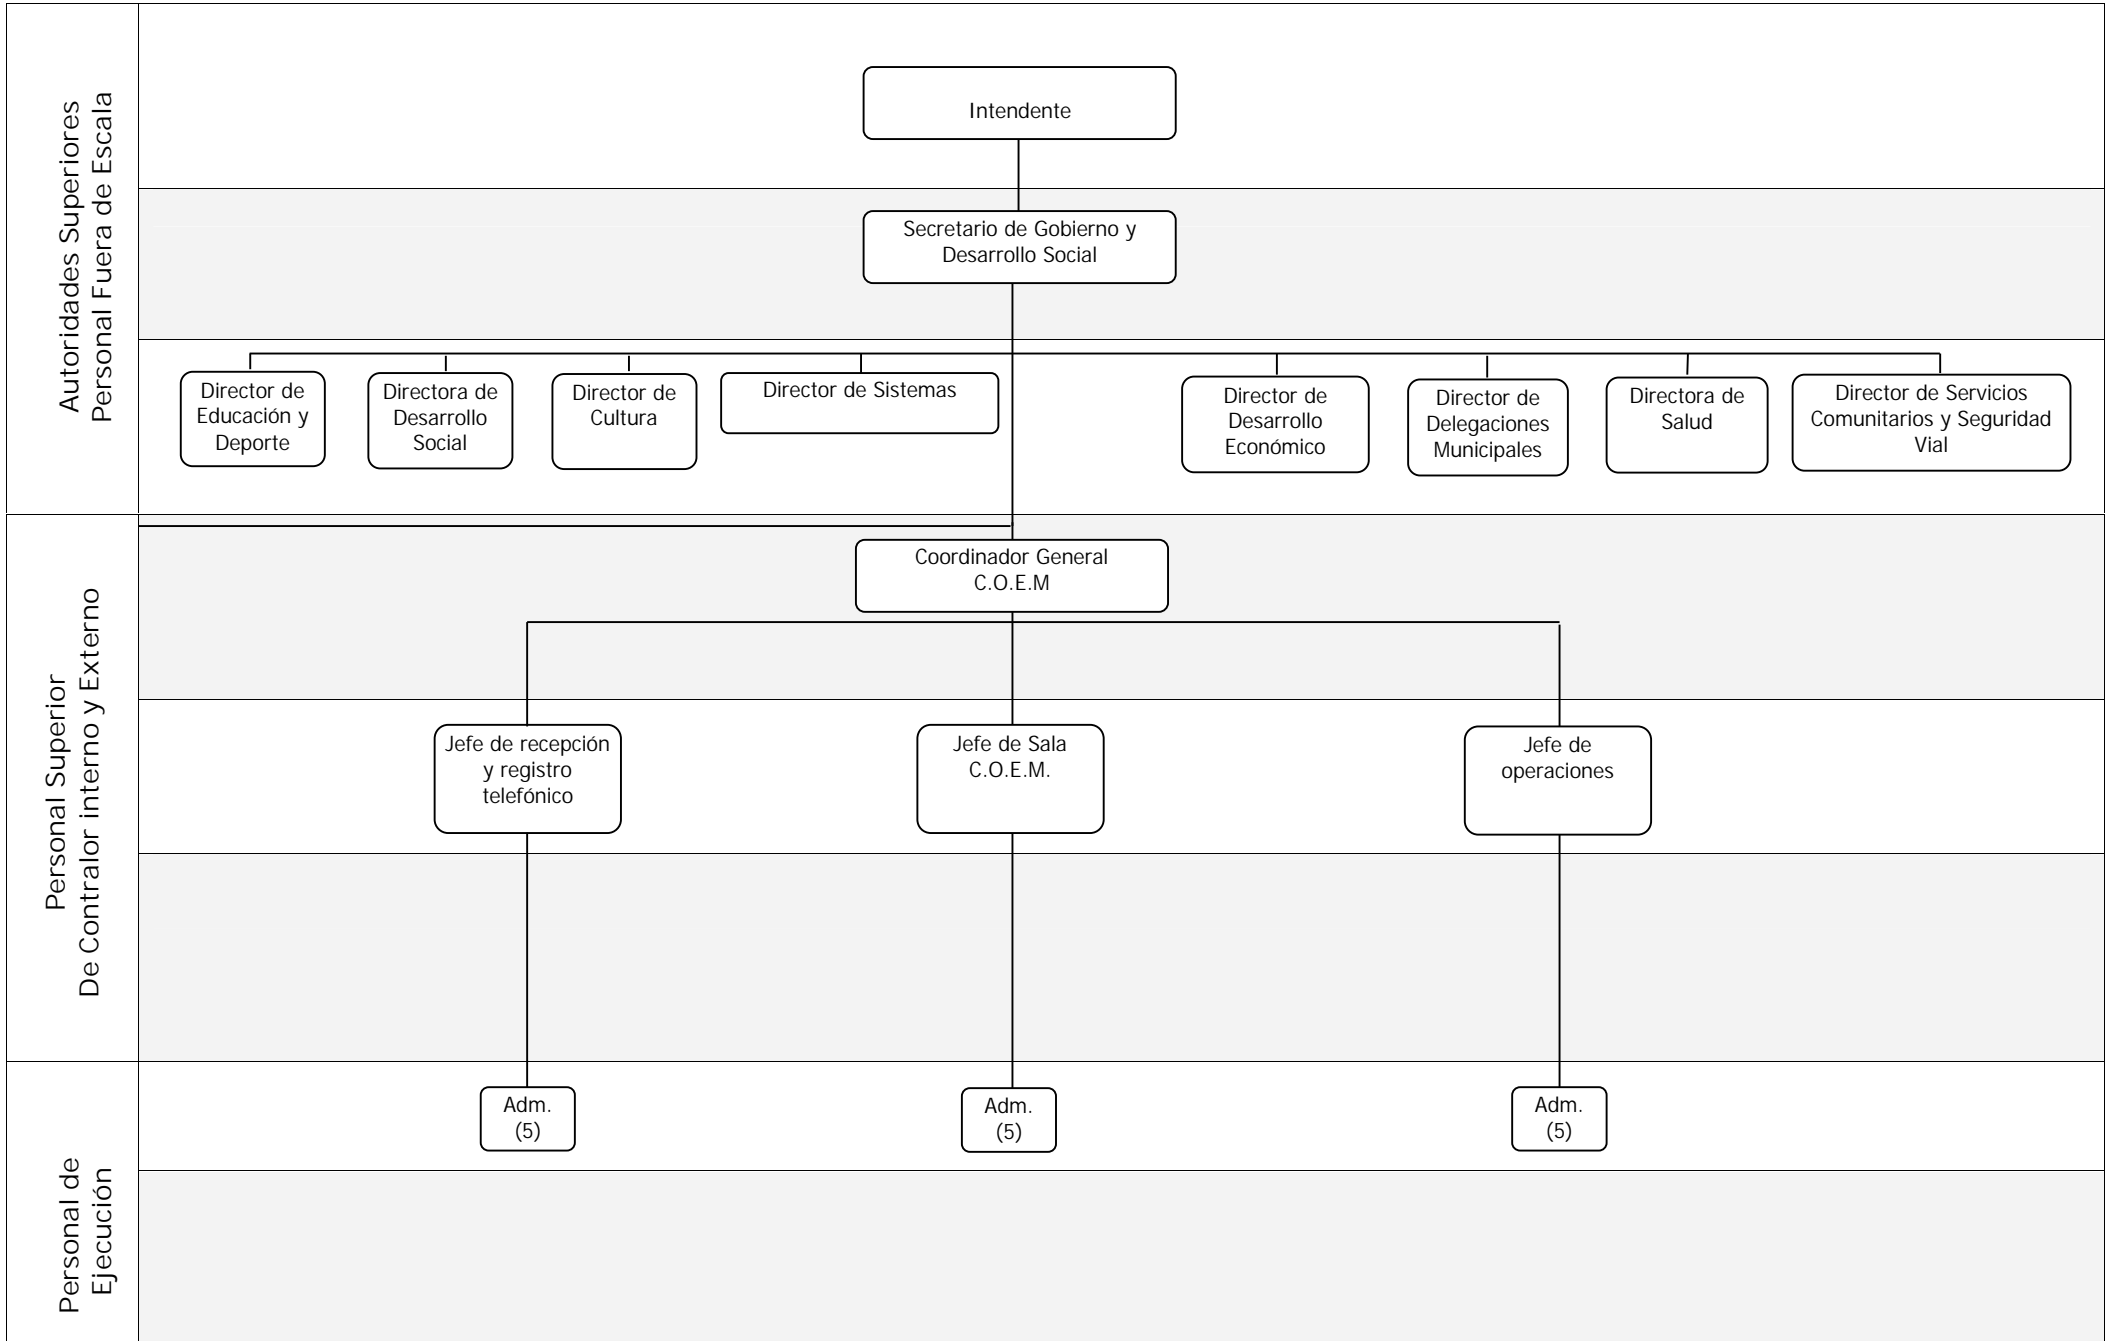 Autoridades Superiores
Personal Fuera de Escala
Intendente
Secretario de Gobierno y
Desarrollo Social
Director de
Educación y
Deporte
Directora de
Desarrollo
Social
Director de
Cultura
Director de Sistemas
Director de
Desarrollo
Económico
Director de
Delegaciones
Municipales
Directora de
Salud
Director de Servicios
Comunitarios y Seguridad
Vial
Personal Superior
De Contralor interno y Externo
Coordinador General
C.O.E.M
Jefe de recepción
y registro
telefónico
Jefe de Sala
C.O.E.M.
Jefe de
operaciones
Personal de
Ejecución
Adm.
(5)
Adm.
(5)
Adm.
(5)